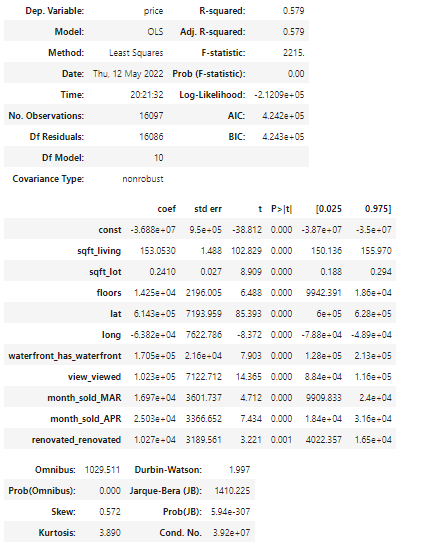 Dep. Variable: price R-squared: 0.579
Model: OLS Adj. R-squared: 0.579
Method: Least Squares F-statistic: 2215.
Date: Thu, 12 May 2022 Prob (F-statistic): 0.00
Time: 20:21:32 Log-Likelihood: -2.1209e+05
No. Observations: 16097 AIC: 4.242e+05
Df Residuals: 16086 BIC: 4.243e+05
Df Model: 10
Covariance Type: nonrobust
coef std err t P>|t| [0.025 0.975]
const -3.688e+07 9.5e+05 -38.812 0.000 -3.87e+07 -3.5e+07
sqft_living 153.0530 1.488 102.829 0.000 150.136 155.970
sqft_lot 0.2410 0.027 8.909 0.000 0.188 0.294
floors 1.425e+04 2196.005 6.488 0.000 9942.391 1.86e+04
lat 6.143e+05 7193.959 85.393 0.000 6e+05 6.28e+05
long -6.382e+04 7622.786 -8.372 0.000 -7.88e+04 -4.89e+04
waterfront_has_waterfront 1.705e+05 2.16e+04 7.903 0.000 1.28e+05 2.13e+05
view_viewed 1.023e+05 7122.712 14.365 0.000 8.84e+04 1.16e+05
month_sold_MAR 1.697e+04 3601.737 4.712 0.000 9909.833 2.4e+04
month_sold_APR 2.503e+04 3366.652 7.434 0.000 1.84e+04 3.16e+04
renovated_renovated 1.027e+04 3189.561 3.221 0.001 4022.357 1.65e+04
Omnibus: 1029.511 Durbin-Watson: 1.997
Prob(Omnibus): 0.000 Jarque-Bera (JB): 1410.225
Skew: 0.572 Prob(JB): 5.94e-307
Kurtosis: 3.890 Cond. No. 3.92e+07